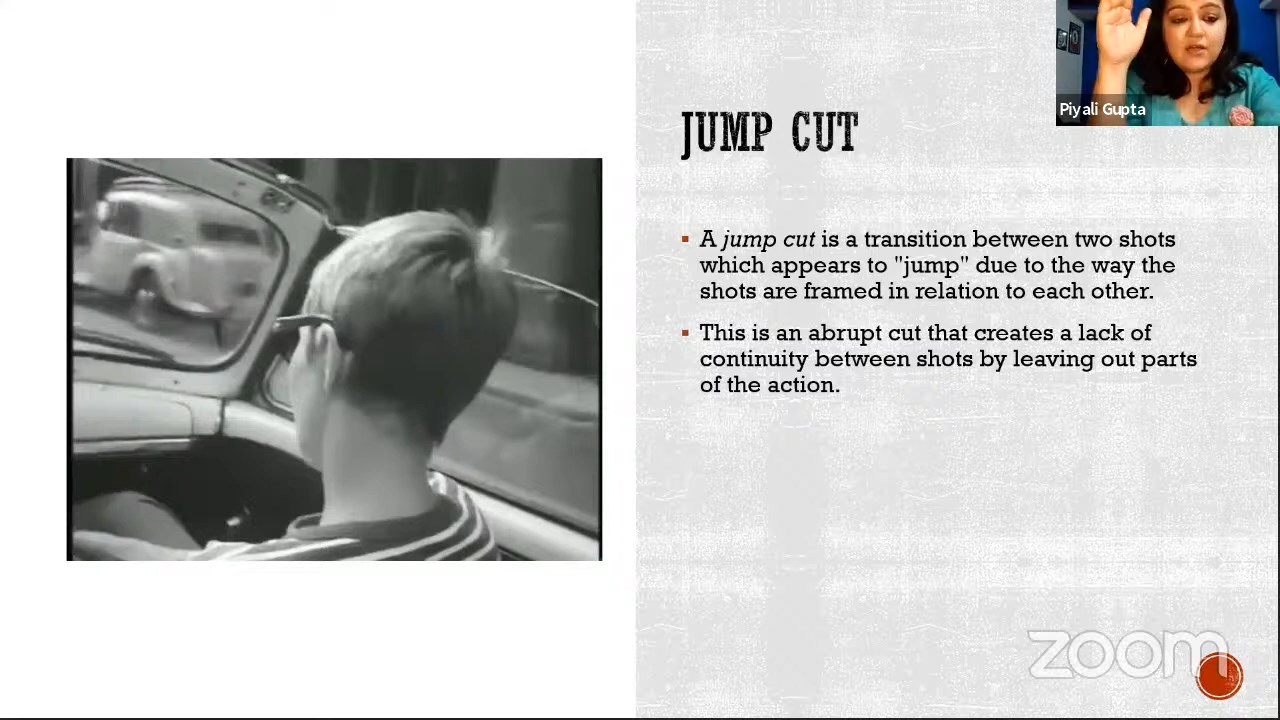 Piyali Gupta
JUMP CUT
▪ A jump cut is a transition between two shots
which appears to "jump" due to the way the
shots are framed in relation to each other.
▪ This is an abrupt cut that creates a lack of
continuity between shots by leaving out parts
of the action.
zoom